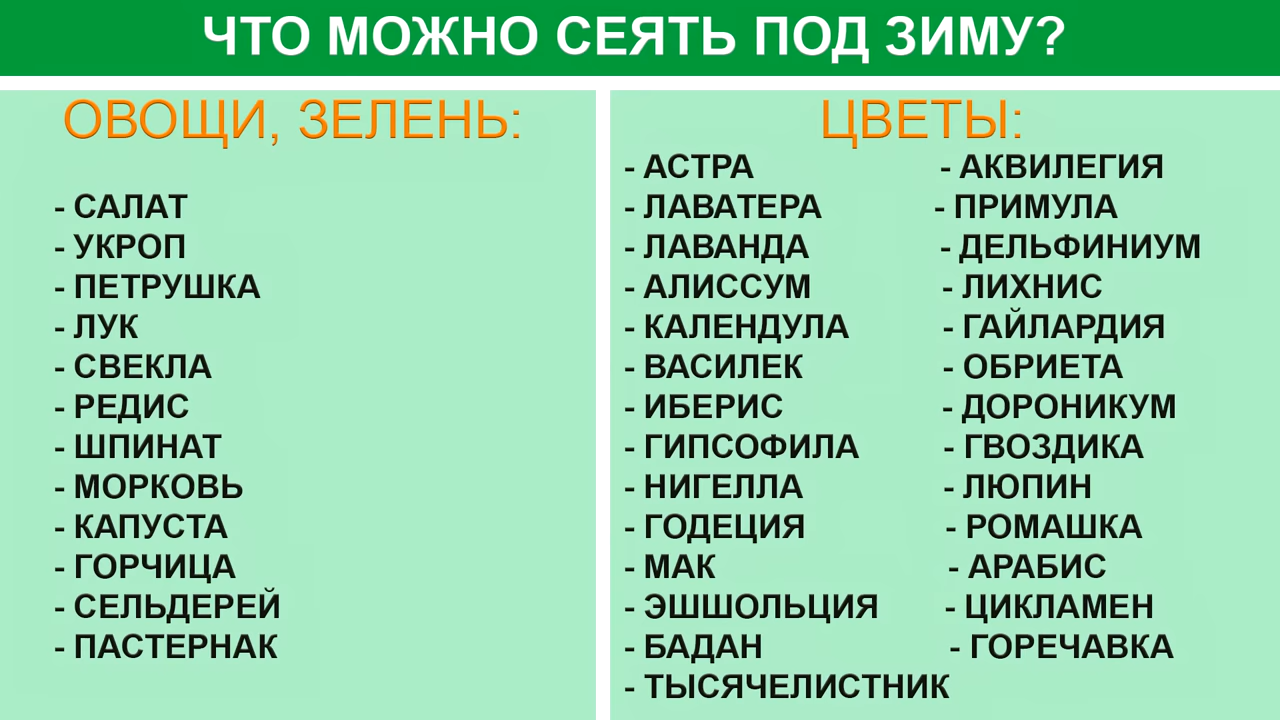 ЧТО МОЖНО СЕЯТЬ ПОД ЗИМУ?
ОВОЩИ, ЗЕЛЕНЬ:
- САЛАТ
- УКРОП
- ПЕТРУШКА
- ЛУК
- СВЕКЛА
- РЕДИС
- ШПИНАТ
- МОРКОВЬ
- КАПУСТА
- ГОРЧИЦА
- СЕЛЬДЕРЕЙ
- ПАСТЕРНАК
ЦВЕТЫ:
- АСТРА
- ЛАВАТЕРА
- ЛАВАНДА
- АЛИССУМ
- КАЛЕНДУЛА
- ВАСИЛЕК
- ИБЕРИС
- ГИПСОФИЛА
- НИГЕЛЛА
- ГОДЕЦИЯ
- МАК
- ЭШШОЛЬЦИЯ
- БАДАН
- ТЫСЯЧЕЛИСТНИК
- АКВИЛЕГИЯ
- ПРИМУЛА
- ДЕЛЬФИНИУМ
- ЛИХНИС
- ГАЙЛАРДИЯ
- ОБРИЕТА
- ДОРОНИКУМ
- ГВОЗДИКА
- ЛЮПИН
- РОМАШКА
- АРАБИС
- ЦИКЛАМЕН
- ГОРЕЧАВКА